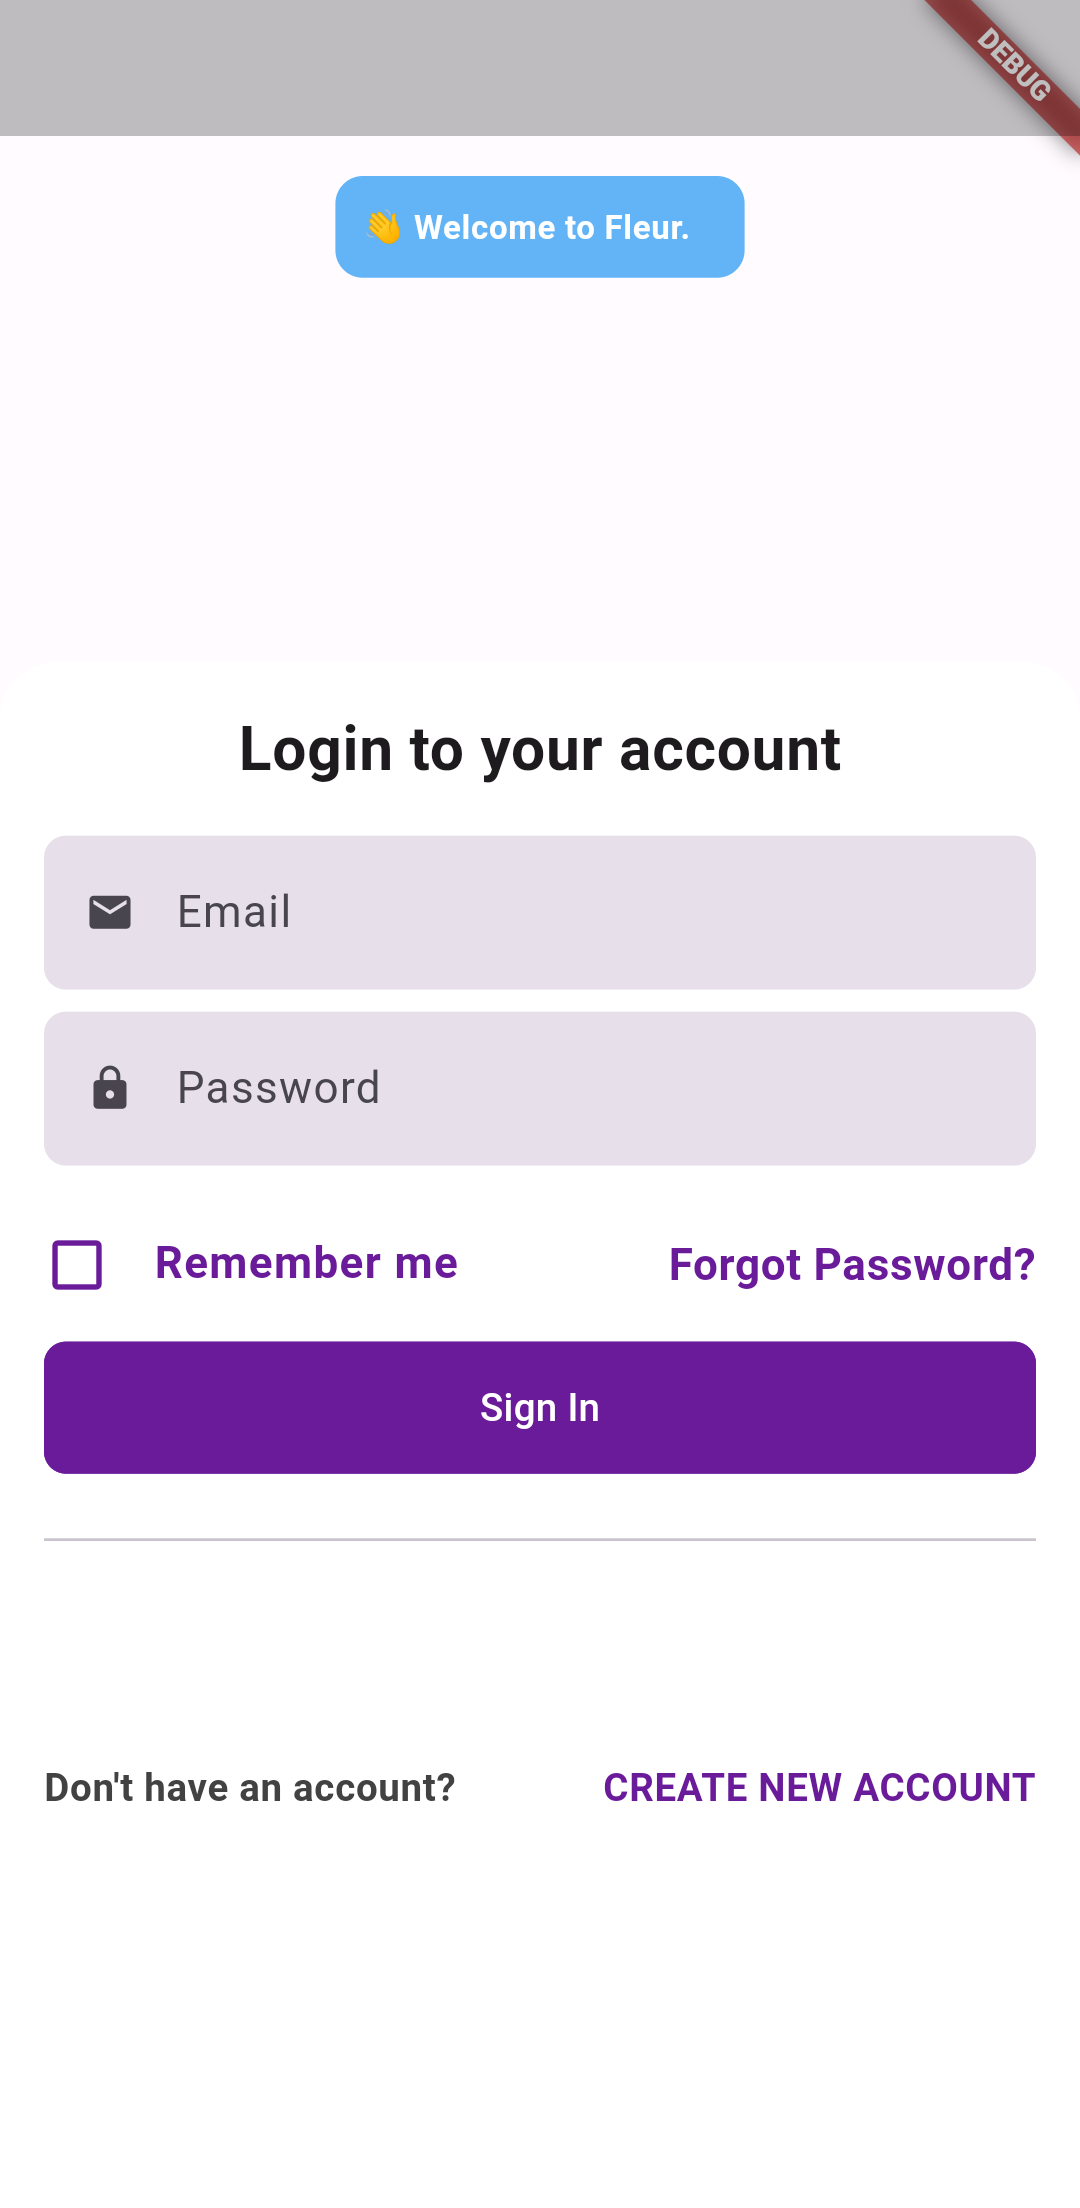 DEBUG
👋 Welcome to Fleur.
Login to your account
Email
Password
Remember me
Forgot Password?
Sign In
Don't have an account?
CREATE NEW ACCOUNT